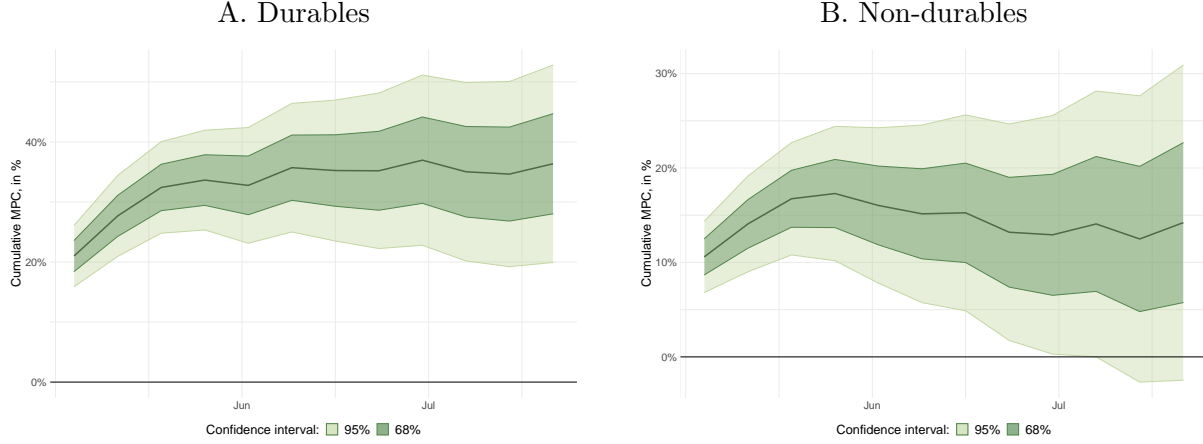 A. Durables
Cumulative MPC, in %
40%
20%
0%
Jun
Jul
Confidence interval: 95% 68%
B. Non-durables
Cumulative MPC, in %
30%
20%
10%
0%
Jun
Jul
Confidence interval: 95% 68%